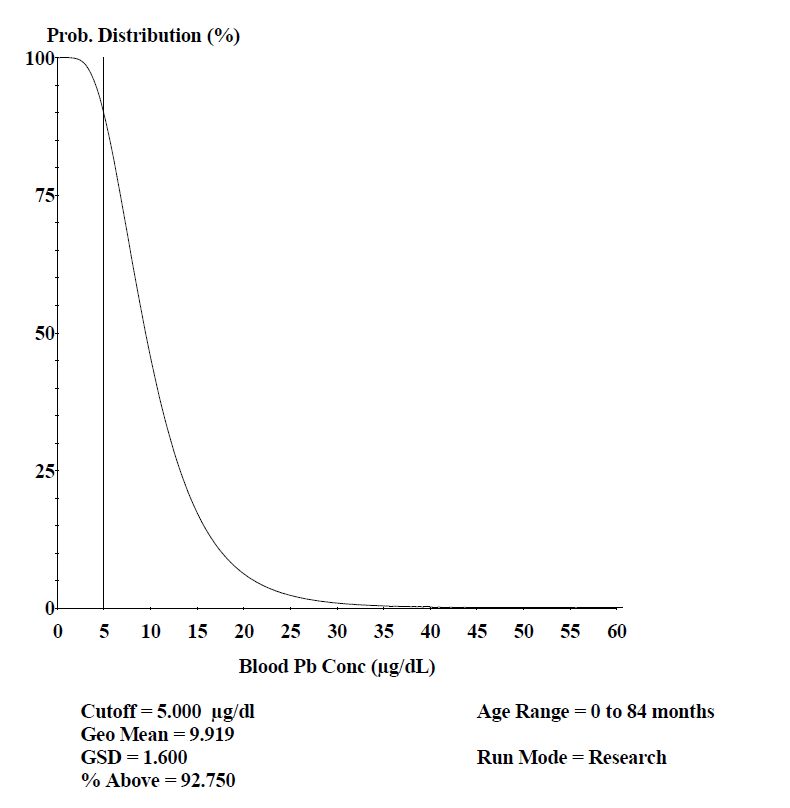 Prob. Distribution (%)
100
75
50
25
0
0 5 10 15 20 25 30 35 40 45 50 55 60
Blood Pb Conc (µg/dL)
Cutoff = 5.000 µg/dl
Geo Mean = 9.919
GSD = 1.600
% Above = 92.750
Age Range = 0 to 84 months
Run Mode = Research